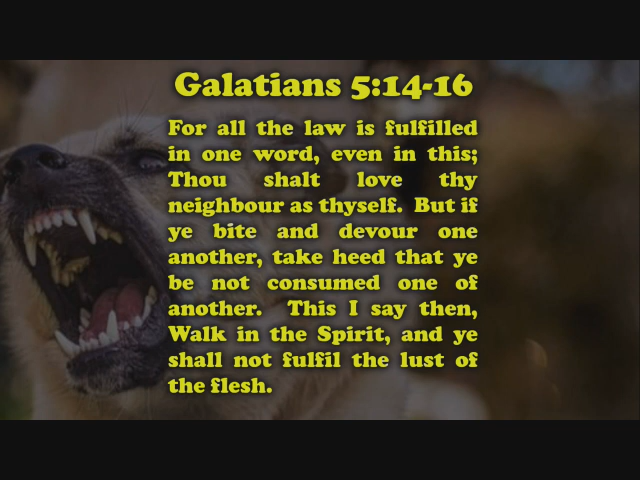 Galatians 5:14-16
For all the law is fulfilled
in one word, even in this;
Thou shalt love thy
neighbour as thyself. But if
ye bite and devour one
another, take heed that ye
be not consumed one of
another. This I say then,
Walk in the Spirit, and ye
shall not fulfil the lust of
the flesh.